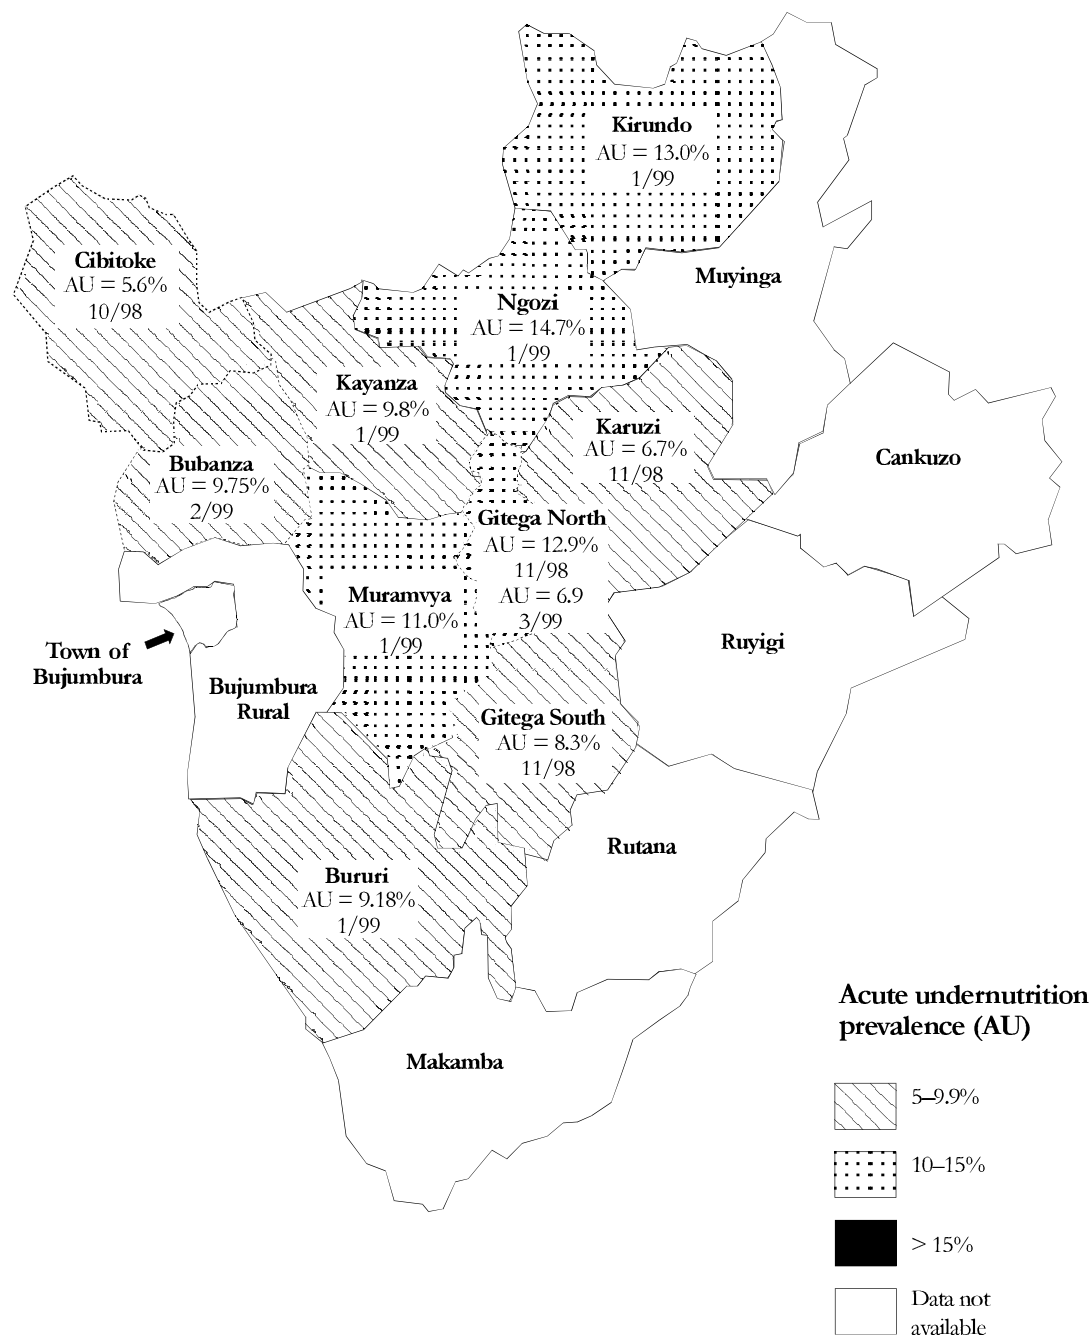 Kirundo
AU = 13.0%
1/99
Cibitoke
AU = 5.6%
10/98
Muyinga
Ngozi
AU = 14.7%
1/99
Kayanza
AU = 9.8%
1/99
Karuzi
AU = 6.7%
11/98
Cankuzo
Bubanza
AU = 9.75%
2/99
Gitega North
AU = 12.9%
11/98
AU = 6.9
3/99
Muramvya
AU = 11.0%
1/99
Ruyigi
Town of
Bujumbura
Bujumbura
Rural
Gitega South
AU = 8.3%
11/98
Rutana
Bururi
AU = 9.18%
1/99
Makamba
Acute undernutrition
prevalence (AU)
5–9.9%
10–15%
> 15%
Data not
available